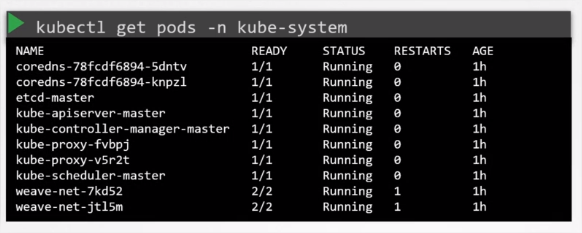 kubectl get pods -n kube-system
NAME READY STATUS RESTARTS AGE
coredns-78fcdf6894-5dntv 1/1 Running 0 1h
coredns-78fcdf6894-knpzl 1/1 Running 0 1h
etcd-master 1/1 Running 0 1h
kube-apiserver-master 1/1 Running 0 1h
kube-controller-manager-master 1/1 Running 0 1h
kube-proxy-fvbpj 1/1 Running 0 1h
kube-proxy-v5r2t 1/1 Running 0 1h
kube-scheduler-master 1/1 Running 0 1h
weave-net-7kd52 2/2 Running 1 1h
weave-net-jtl5m 2/2 Running 1 1h